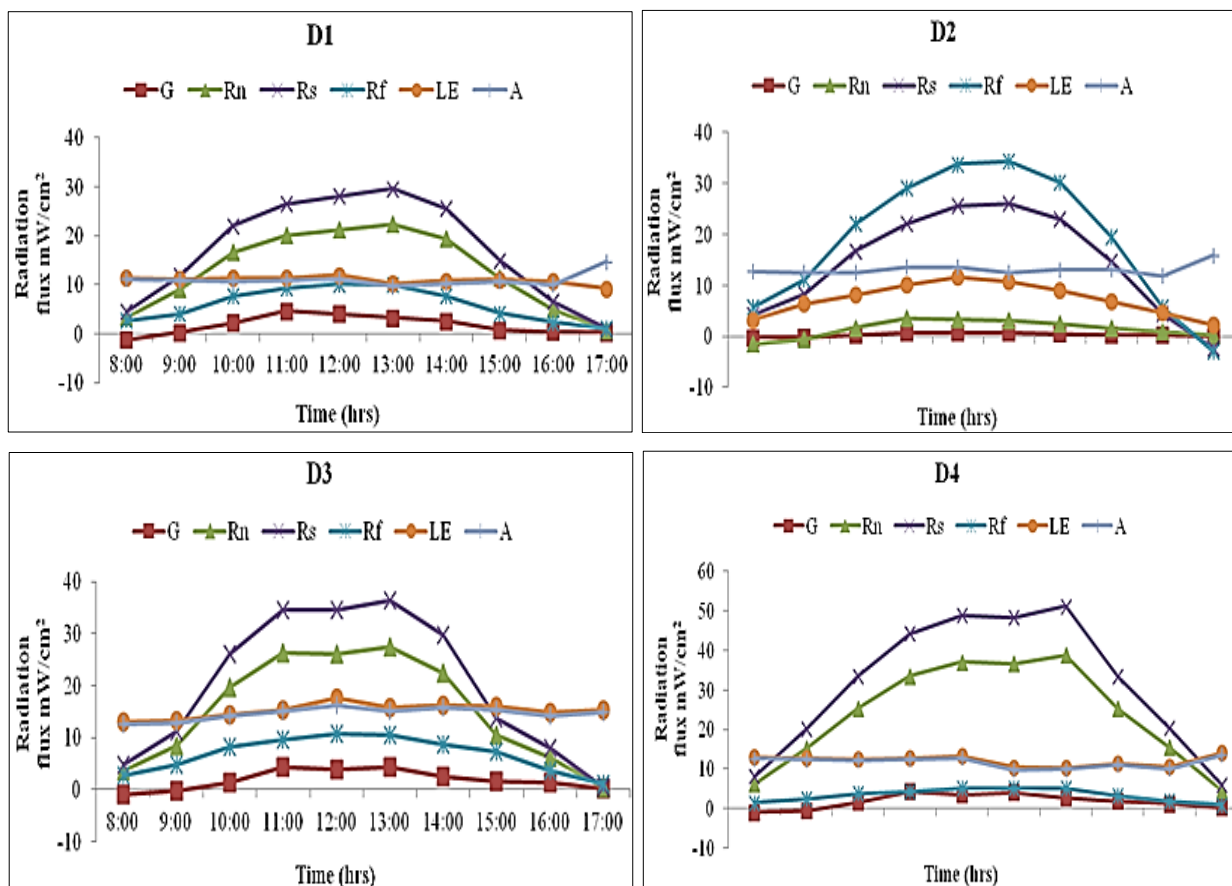 D1
G Rn Rs Rf LE A
40
30
20
10
0
-10
Radiation
flux mW/cm²
8:00 9:00 10:00 11:00 12:00 13:00 14:00 15:00 16:00 17:00
Time (hrs)
D2
G Rn Rs Rf LE A
40
30
20
10
0
-10
Radiation
flux mW/cm²
Time (hrs)
D3
G Rn Rs Rf LE A
40
30
20
10
0
-10
Radiation
flux mW/cm²
8:00 9:00 10:00 11:00 12:00 13:00 14:00 15:00 16:00 17:00
Time (hrs)
D4
G Rn Rs Rf LE A
60
50
40
30
20
10
0
-10
Radiation
flux mW/cm²
Time (hrs)